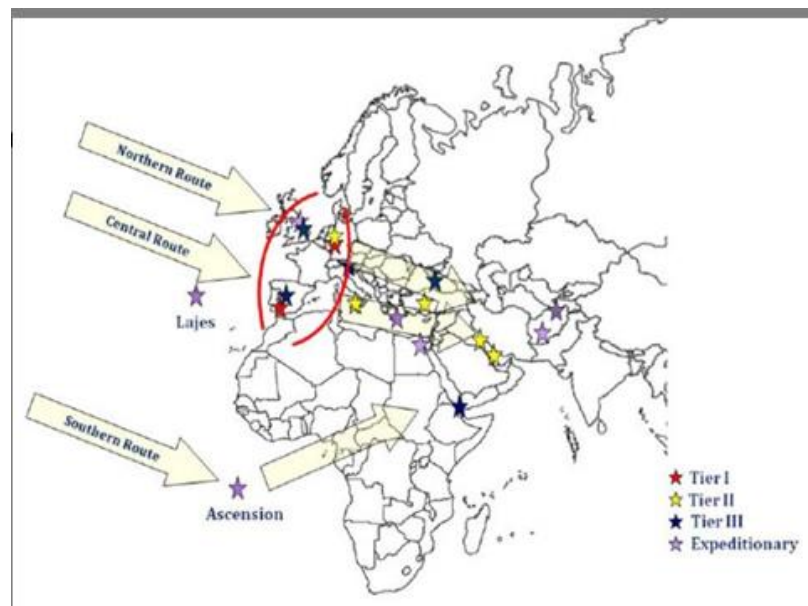 Northern Route
Central Route
Lajes
Southern Route
Ascension
Tier I
Tier II
Tier III
Expeditionary